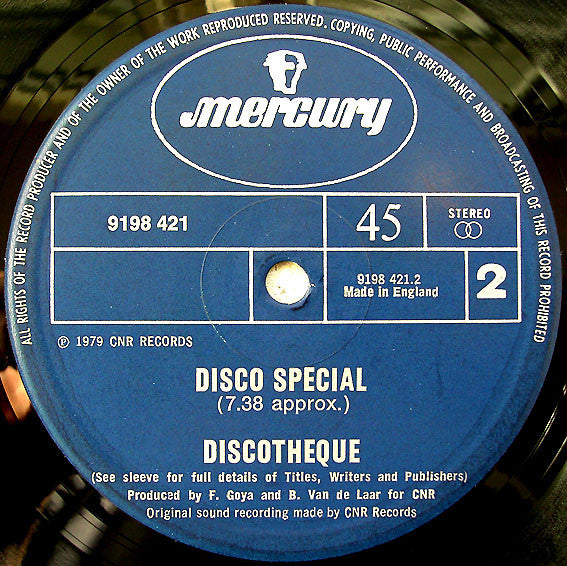 ALL RIGHTS OF THE RECORD PRODUCER AND OF THE OWNER OF THE WORK REPRODUCED RESERVED. COPYING, PUBLIC PERFORMANCE AND BROADCASTING OF THIS RECORD PROHIBITED
mercury
9198 421
45
STEREO
9198 421.2
Made in England
2
℗ 1979 CNR RECORDS
DISCO SPECIAL
(7.38 approx.)
DISCOTHEQUE
(See sleeve for full details of Titles, Writers and Publishers)
Produced by F. Goya and B. Van de Laar for CNR
Original sound recording made by CNR Records